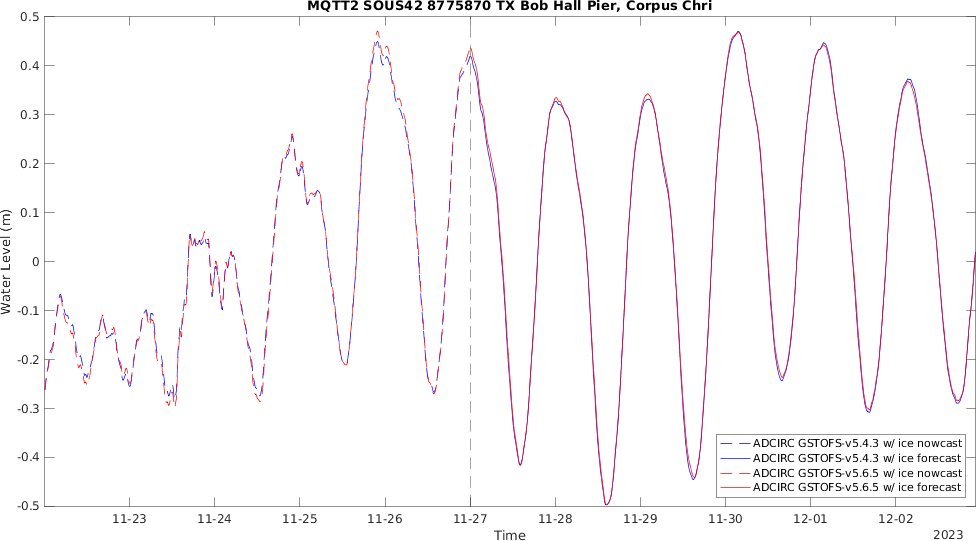 MQTT2 SOUS42 8775870 TX Bob Hall Pier, Corpus Chri
0.5
0.4
0.3
0.2
0.1
0
-0.1
-0.2
-0.3
-0.4
-0.5
Water Level (m)
ADCIRC GSTOFS-v5.4.3 w/ ice nowcast
ADCIRC GSTOFS-v5.4.3 w/ ice forecast
ADCIRC GSTOFS-v5.6.5 w/ ice nowcast
ADCIRC GSTOFS-v5.6.5 w/ ice forecast
11-23 11-24 11-25 11-26 11-27 11-28 11-29 11-30 12-01 12-02
Time
2023